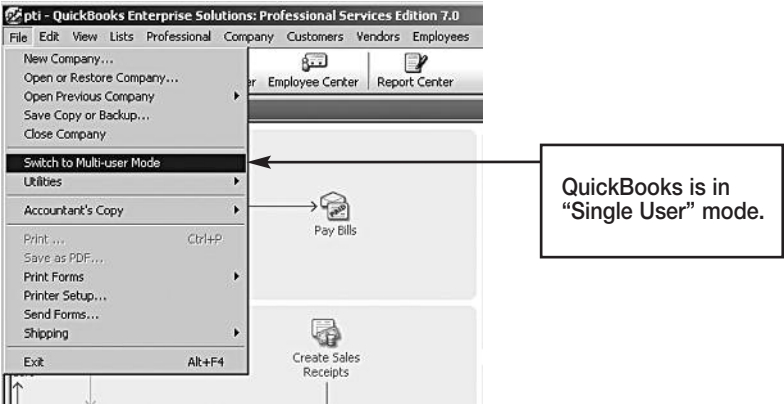 pti - QuickBooks Enterprise Solutions: Professional Services Edition 7.0
File Edit View Lists Professional Company Customers Vendors Employees
New Company...
Open or Restore Company...
Open Previous Company
Save Copy or Backup...
Close Company
Switch to Multi-user Mode
Utilities
Accountant's Copy
Print ... Ctrl+P
Save as PDF...
Print Forms
Printer Setup...
Send Forms...
Shipping
Exit Alt+F4
Employee Center Report Center
Pay Bills
Create Sales
Receipts
QuickBooks is in
“Single User” mode.